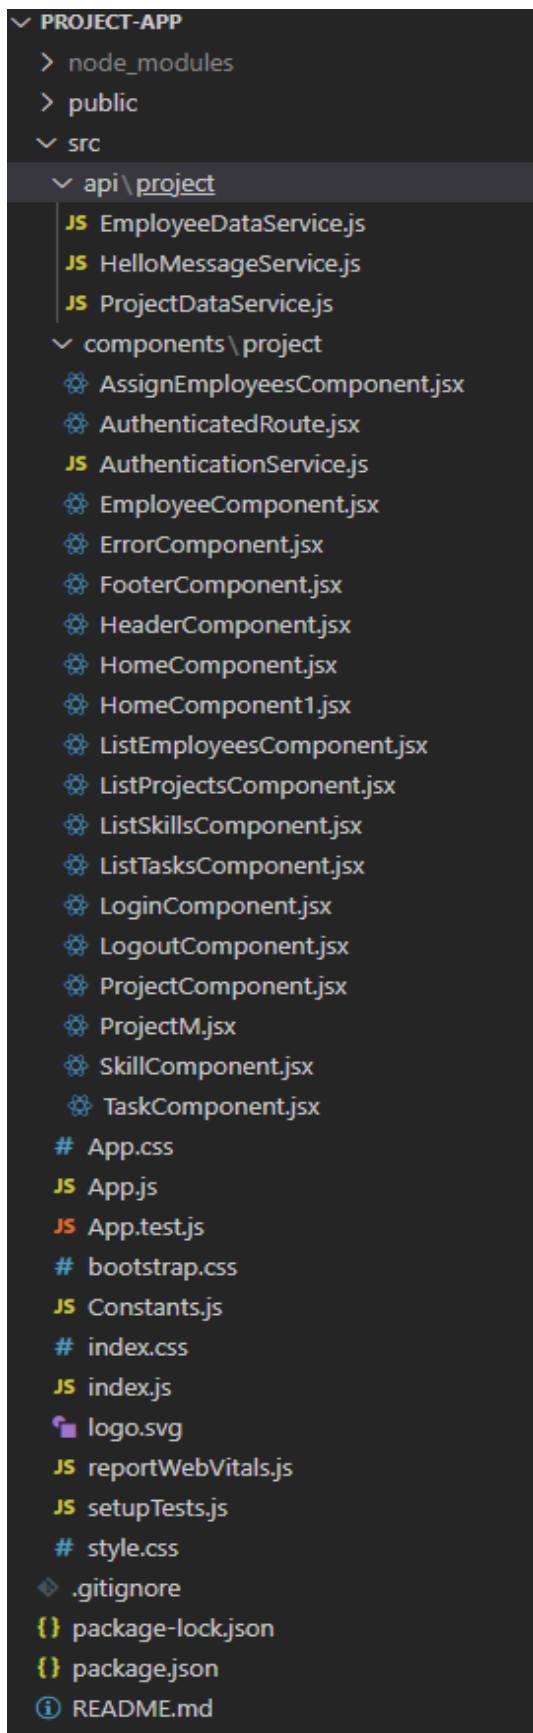 PROJECT-APP
node_modules
public
src
api\project
JS EmployeeDataService.js
JS HelloMessageService.js
JS ProjectDataService.js
components\project
AssignEmployeesComponent.jsx
AuthenticatedRoute.jsx
JS AuthenticationService.js
EmployeeComponent.jsx
ErrorComponent.jsx
FooterComponent.jsx
HeaderComponent.jsx
HomeComponent.jsx
HomeComponent1.jsx
ListEmployeesComponent.jsx
ListProjectsComponent.jsx
ListSkillsComponent.jsx
ListTasksComponent.jsx
LoginComponent.jsx
LogoutComponent.jsx
ProjectComponent.jsx
ProjectM.jsx
SkillComponent.jsx
TaskComponent.jsx
# App.css
JS App.js
JS App.test.js
# bootstrap.css
JS Constants.js
# index.css
JS index.js
logo.svg
JS reportWebVitals.js
JS setupTests.js
# style.css
.gitignore
{} package-lock.json
{} package.json
README.md